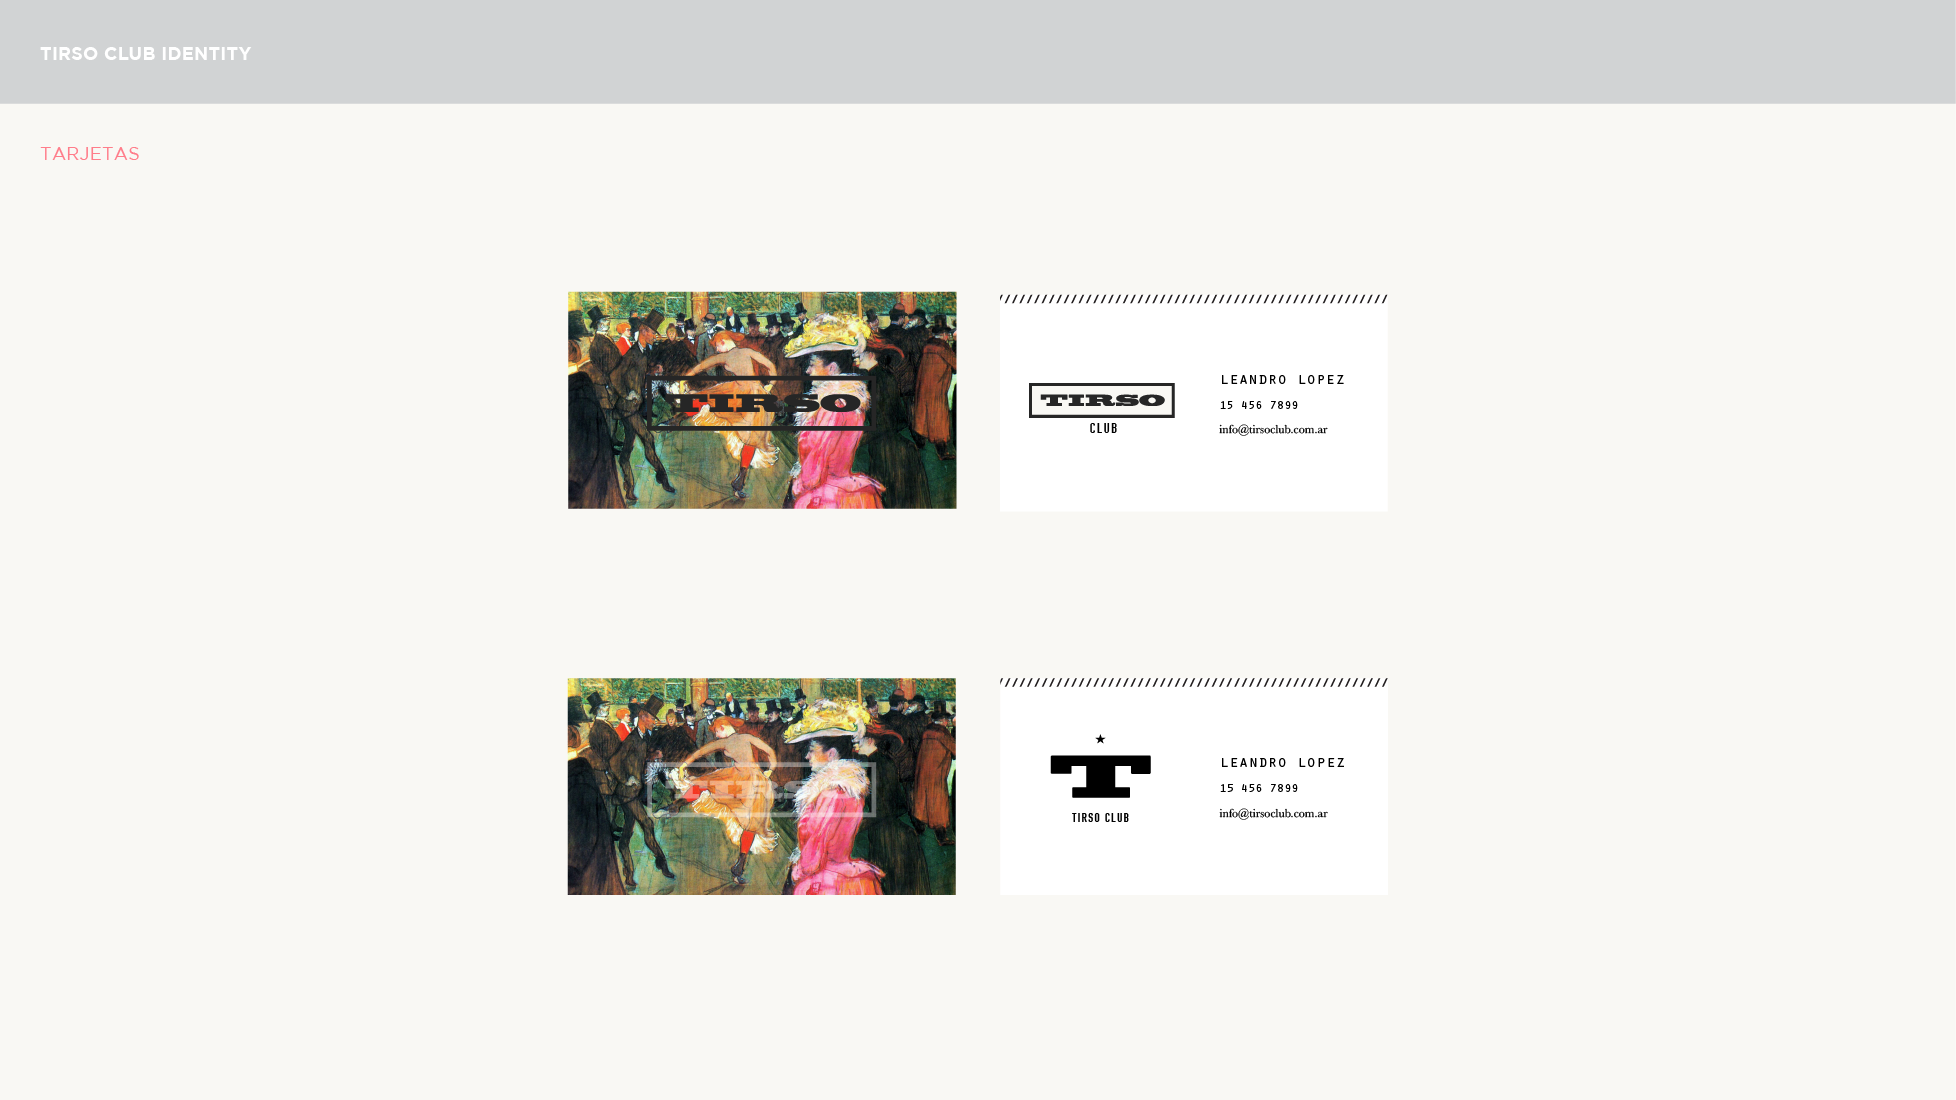 TIRSO CLUB IDENTITY
TARJETAS
TIRSO
TIRSO
CLUB
LEANDRO LOPEZ
15 456 7899
info@tirsoclub.com.ar
TIRSO
T
TIRSO CLUB
LEANDRO LOPEZ
15 456 7899
info@tirsoclub.com.ar